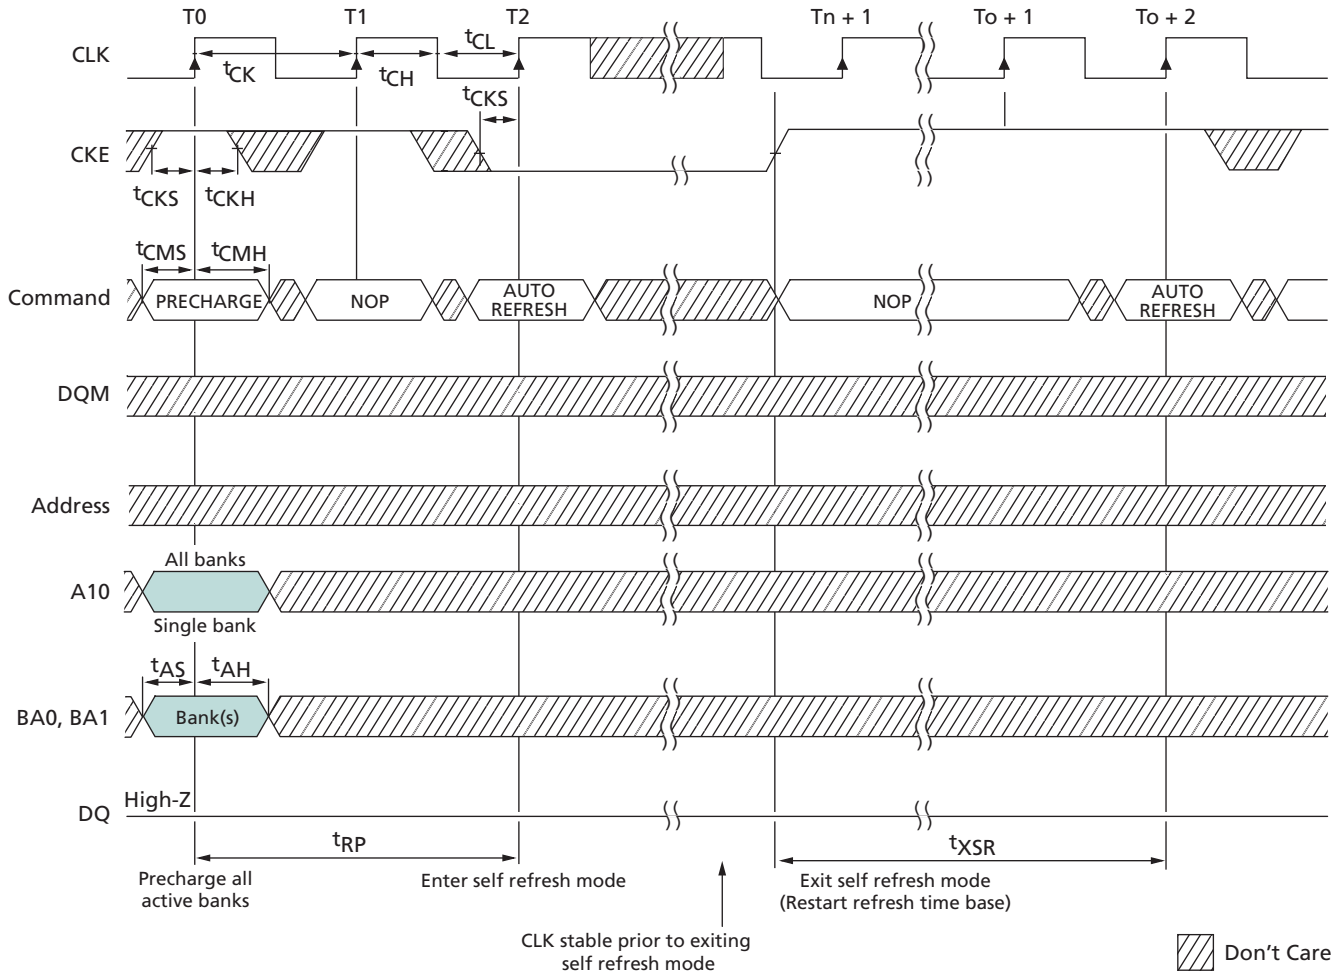 T0 T1 T2 Tn + 1 To + 1 To + 2
CLK
tCK tCH tCL
tCKS
CKE
tCKS tCKH
tCMS tCMH
Command PRECHARGE NOP AUTO REFRESH NOP AUTO REFRESH
DQM
Address
All banks
A10
Single bank
tAS tAH
BA0, BA1 Bank(s)
High-Z
DQ
tRP tXSR
Precharge all
active banks
Enter self refresh mode
Exit self refresh mode
(Restart refresh time base)
CLK stable prior to exiting
self refresh mode
Don't Care